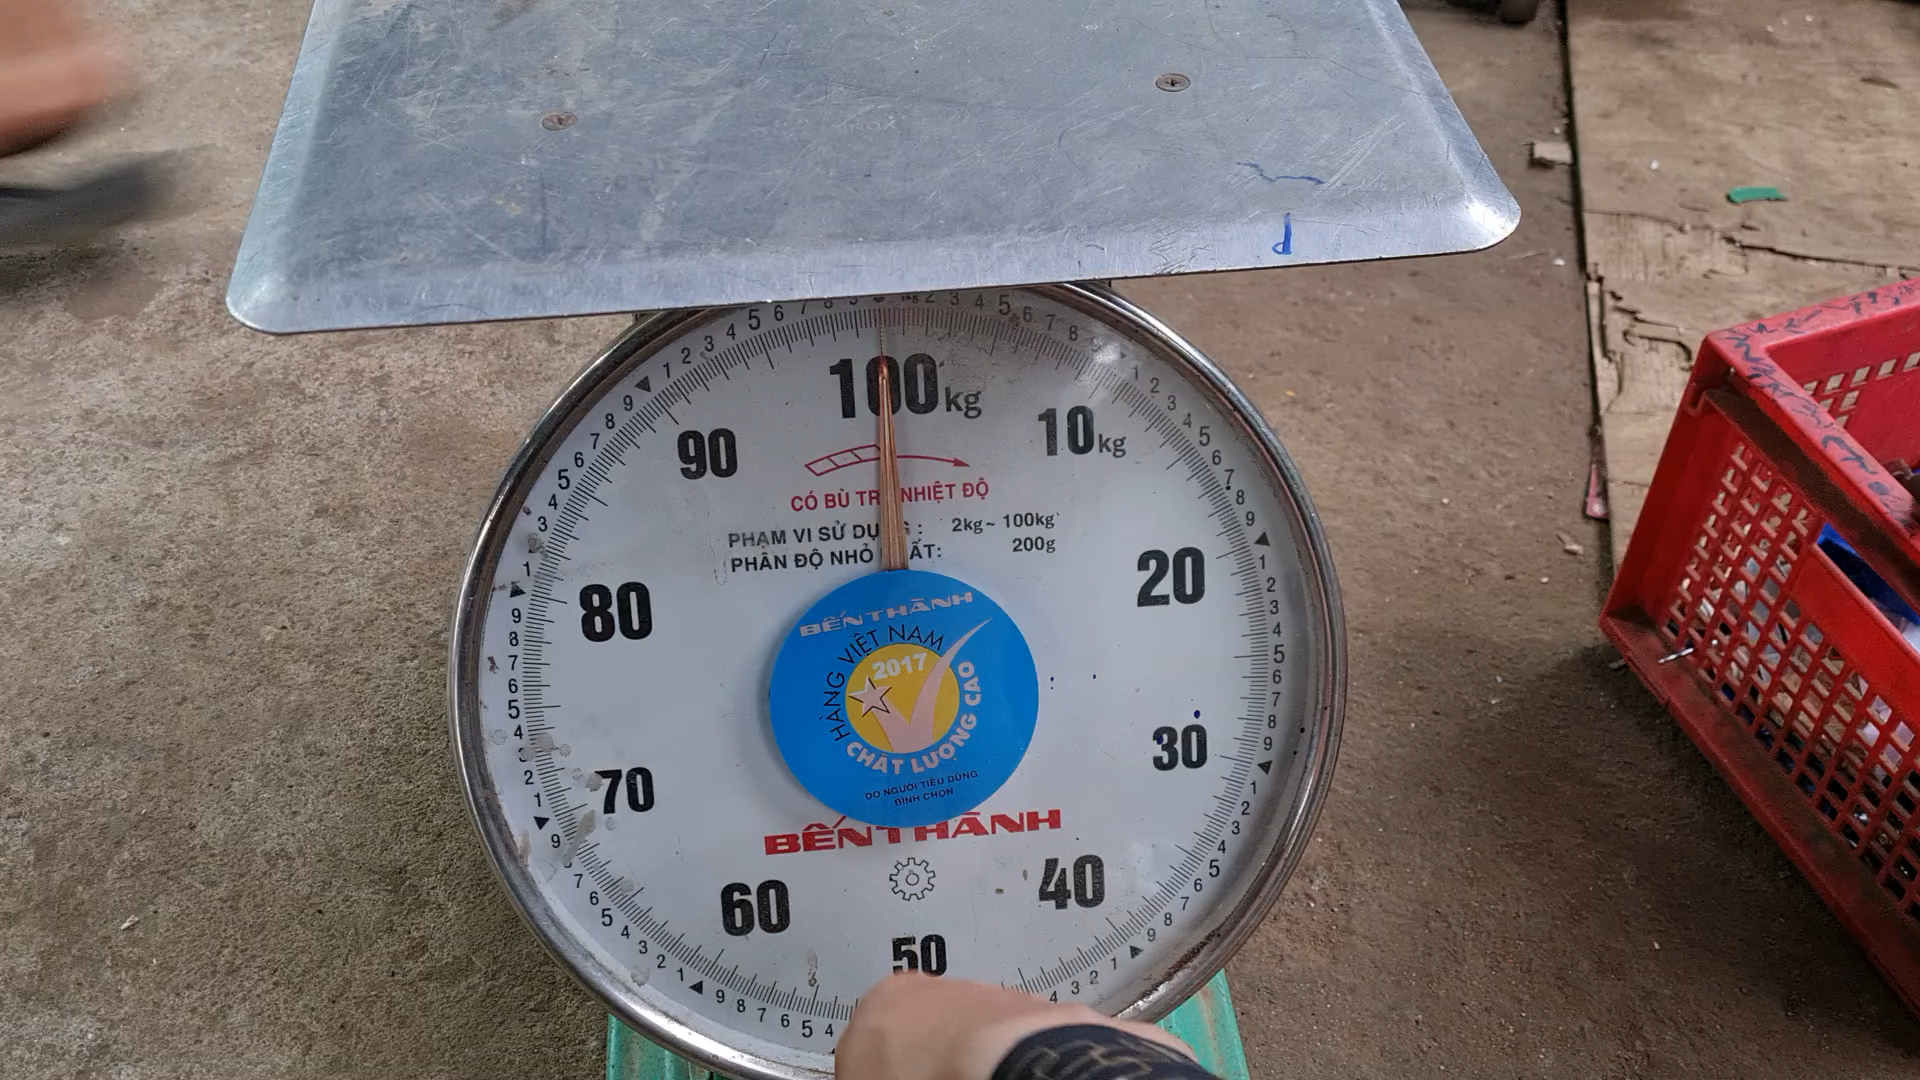 100kg
90
10kg
CÓ BÙ TR NHIỆT ĐỘ
PHẠM VI SỬ DỤNG : 2kg~ 100kg
PHÂN ĐỘ NHỎ ẤT: 200g
80
20
BẾN THÀNH
HÀNG VIỆT NAM
2017
CHẤT LƯỢNG CAO
DO NGƯỜI TIÊU DÙNG
BÌNH CHỌN
70
30
BẾN THÀNH
60
40
50